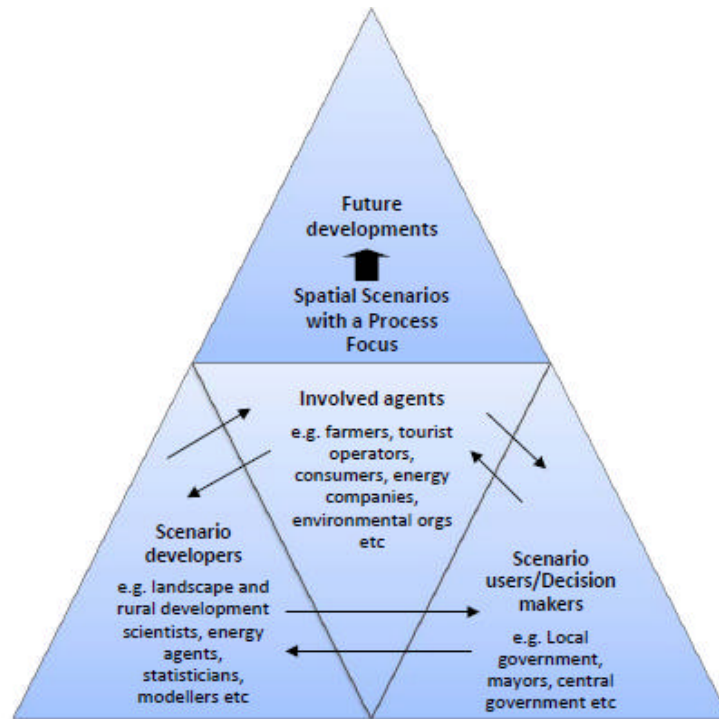 Future
developments
Spatial Scenarios
with a Process
Focus
Involved agents
e.g. farmers, tourist
operators,
consumers, energy
companies,
environmental orgs
etc
Scenario
developers
e.g. landscape and
rural development
scientists, energy
agents,
statisticians,
modellers etc
Scenario
users/Decision
makers
e.g. Local
government,
mayors, central
government etc